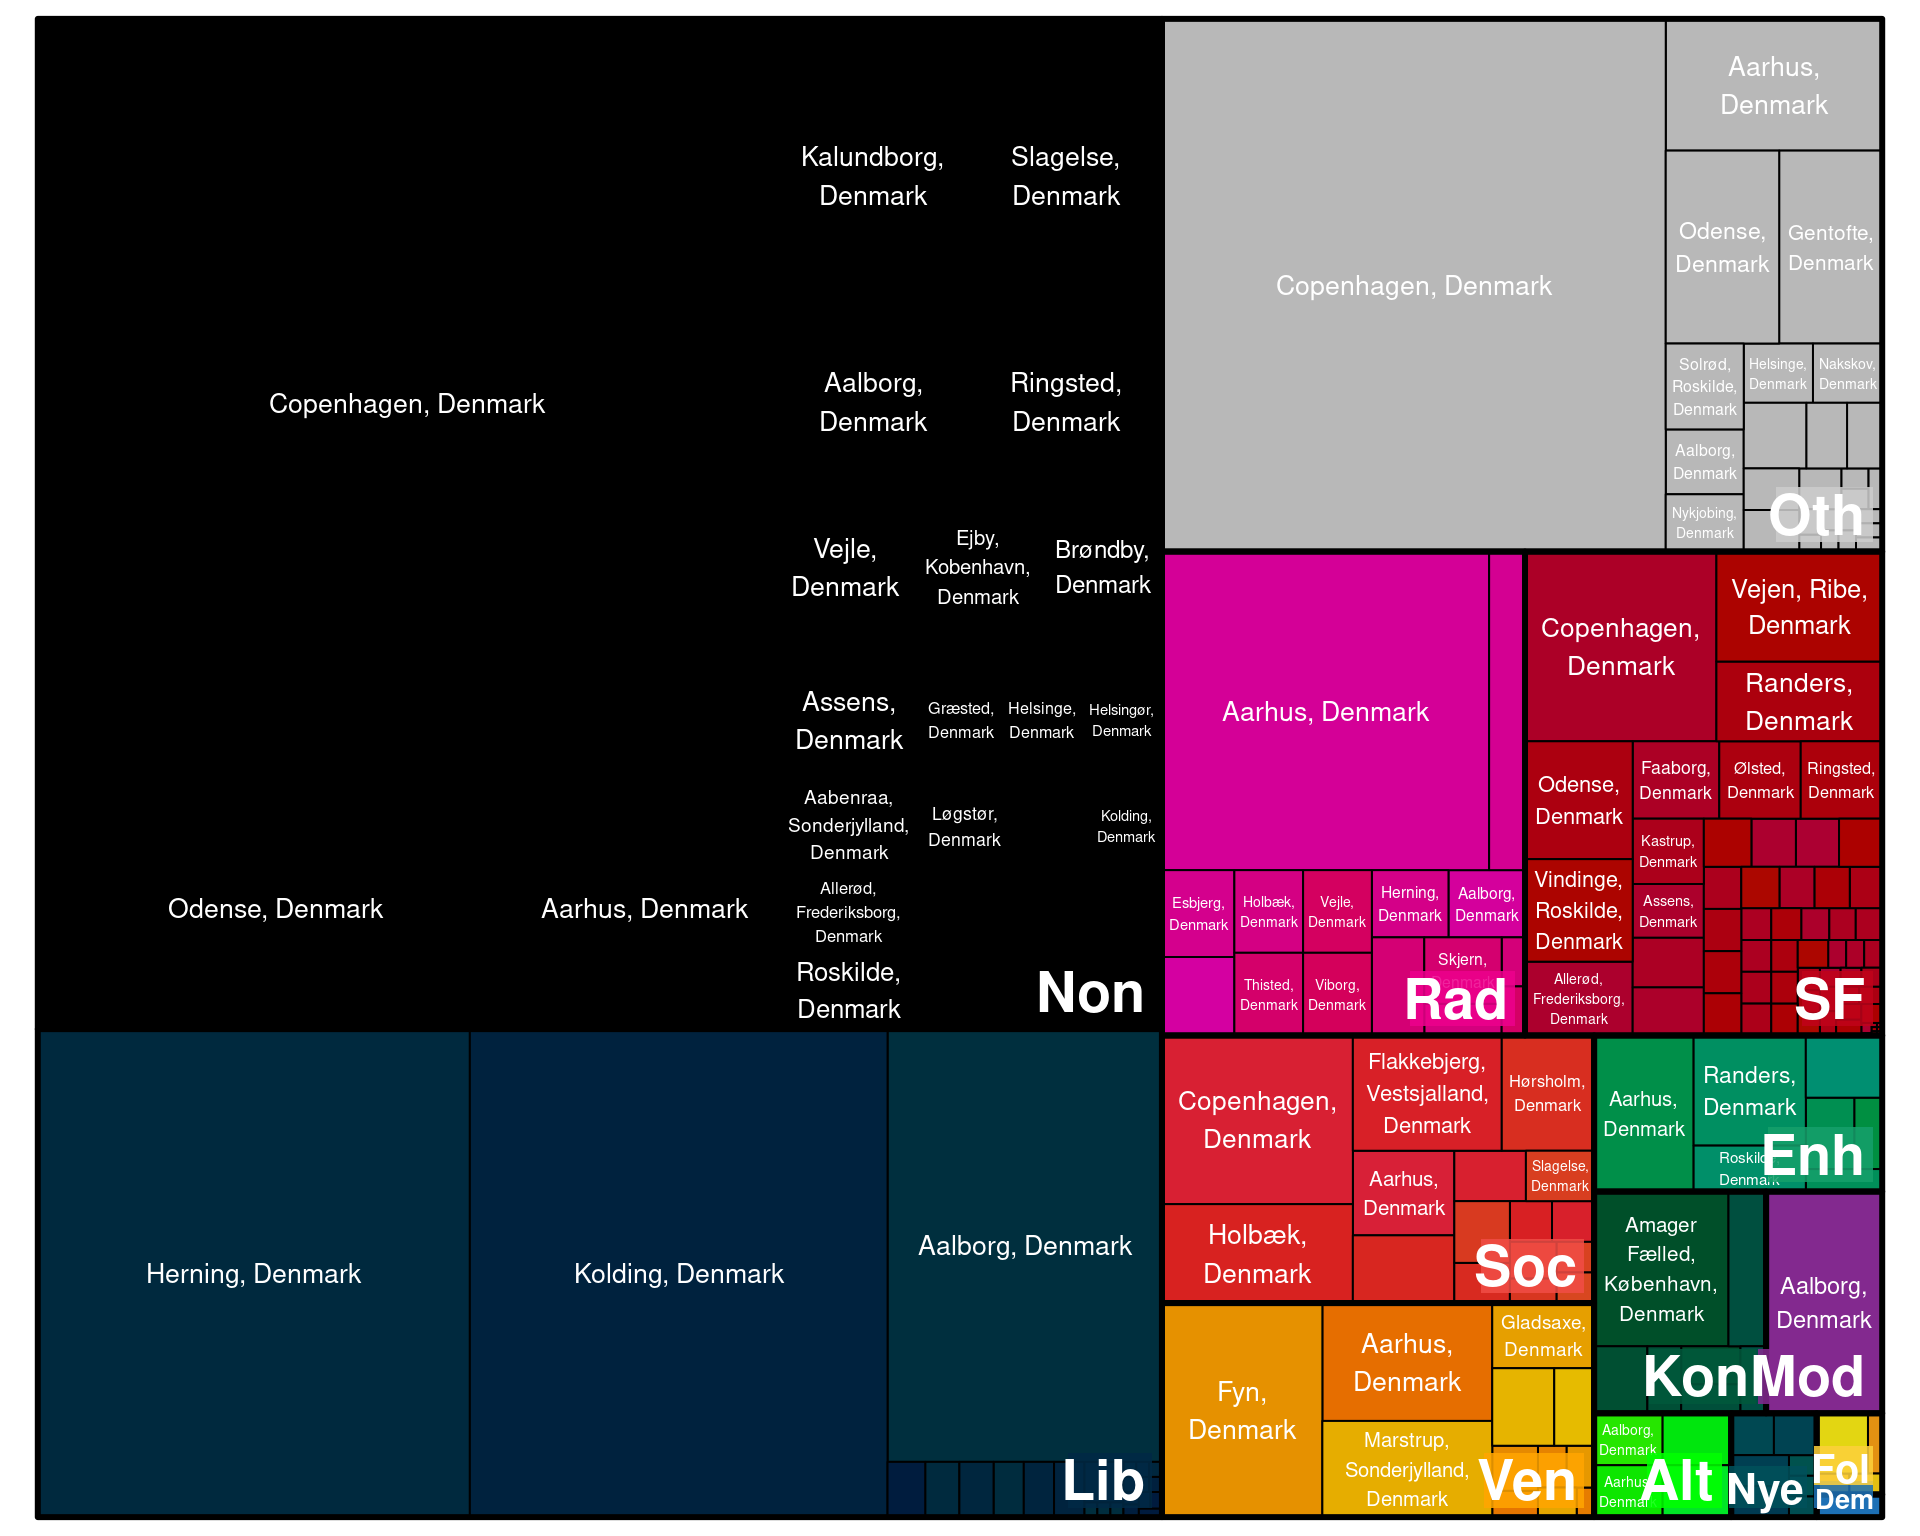 Copenhagen, Denmark
Kalundborg,
Denmark
Slagelse,
Denmark
Aalborg,
Denmark
Ringsted,
Denmark
Vejle,
Denmark
Ejby,
Kobenhavn,
Denmark
Brøndby,
Denmark
Assens,
Denmark
Græsted,
Denmark
Helsinge,
Denmark
Helsingør,
Denmark
Aabenraa,
Sonderjylland,
Denmark
Løgstør,
Denmark
Kolding,
Denmark
Odense, Denmark
Aarhus, Denmark
Allerød,
Frederiksborg,
Denmark
Roskilde,
Denmark
Non
Herning, Denmark
Kolding, Denmark
Aalborg, Denmark
Lib
Copenhagen, Denmark
Aarhus,
Denmark
Odense,
Denmark
Gentofte,
Denmark
Solrød,
Roskilde,
Denmark
Helsinge,
Denmark
Nakskov,
Denmark
Aalborg,
Denmark
Nykjobing,
Denmark
Oth
Aarhus, Denmark
Esbjerg,
Denmark
Holbæk,
Denmark
Vejle,
Denmark
Herning,
Denmark
Aalborg,
Denmark
Thisted,
Denmark
Viborg,
Denmark
Skjern,
Denmark
Rad
Copenhagen,
Denmark
Vejen, Ribe,
Denmark
Randers,
Denmark
Odense,
Denmark
Faaborg,
Denmark
Ølsted,
Denmark
Ringsted,
Denmark
Kastrup,
Denmark
Vindinge,
Roskilde,
Denmark
Assens,
Denmark
Allerød,
Frederiksborg,
Denmark
SF
Copenhagen,
Denmark
Flakkebjerg,
Vestsjalland,
Denmark
Hørsholm,
Denmark
Aarhus,
Denmark
Slagelse,
Denmark
Holbæk,
Denmark
Soc
Aarhus,
Denmark
Randers,
Denmark
Roskilde,
Denmark
Enh
Amager
Fælled,
København,
Denmark
Kon
Aalborg,
Denmark
Mod
Fyn,
Denmark
Aarhus,
Denmark
Gladsaxe,
Denmark
Marstrup,
Sonderjylland,
Denmark
Ven
Aalborg,
Denmark
Aarhus,
Denmark
Alt
Nye
Fol
Dem